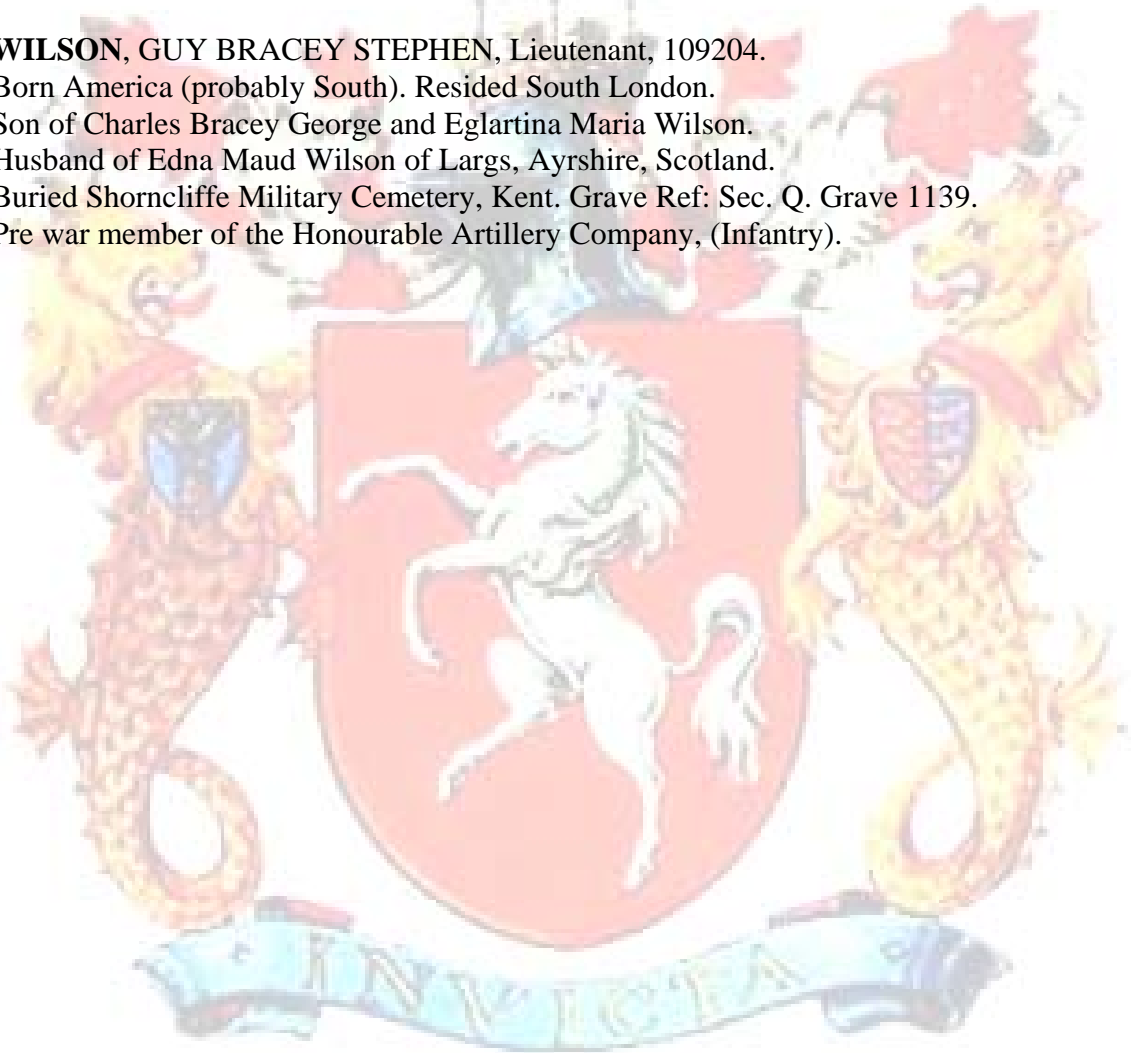 WILSON, GUY BRACEY STEPHEN, Lieutenant, 109204.
Born America (probably South). Resided South London.
Son of Charles Bracey George and Eglartina Maria Wilson.
Husband of Edna Maud Wilson of Largs, Ayrshire, Scotland.
Buried Shorncliffe Military Cemetery, Kent. Grave Ref: Sec. Q. Grave 1139.
Pre war member of the Honourable Artillery Company, (Infantry).
INVICTA